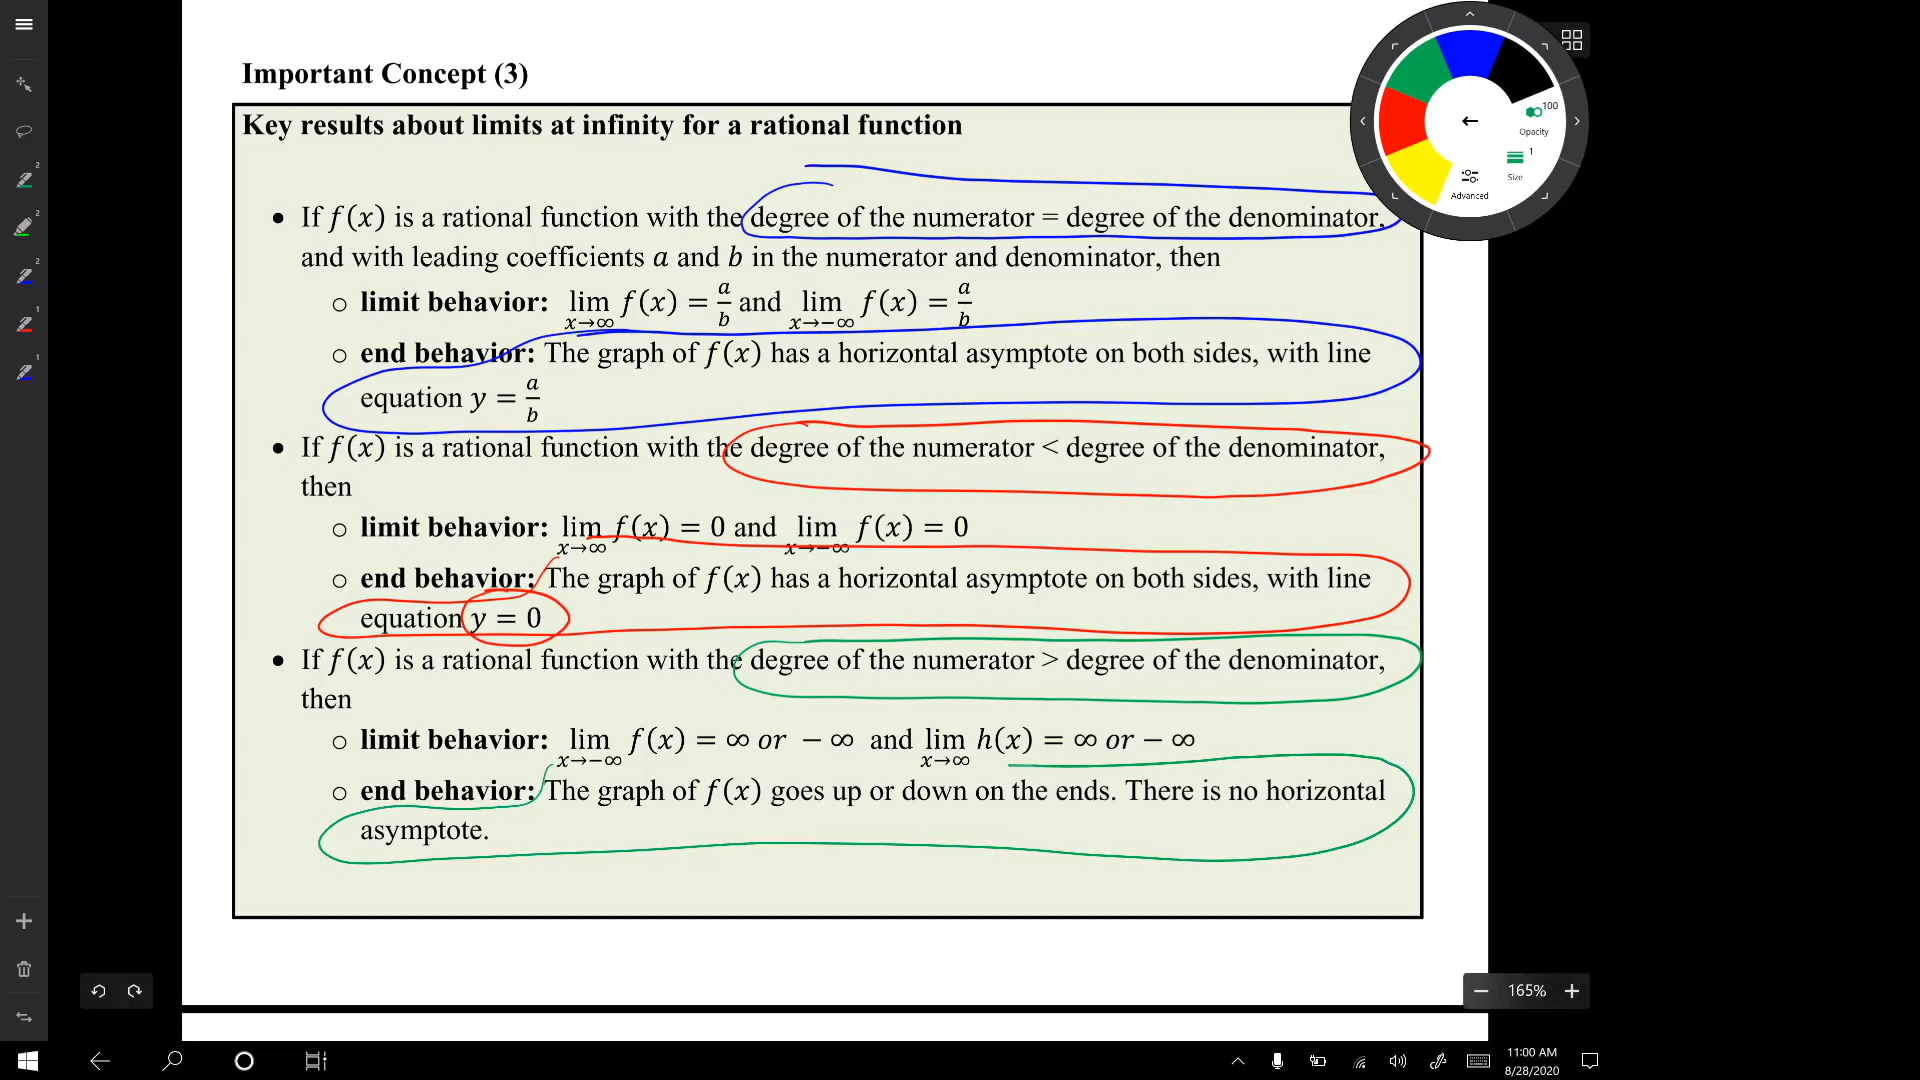 Important Concept (3)
Key results about limits at infinity for a rational function
• If f(x) is a rational function with the degree of the numerator = degree of the denominator,
and with leading coefficients a and b in the numerator and denominator, then
○ limit behavior: lim x→∞ f(x) = a/b and lim x→−∞ f(x) = a/b
○ end behavior: The graph of f(x) has a horizontal asymptote on both sides, with line
equation y = a/b
• If f(x) is a rational function with the degree of the numerator < degree of the denominator,
then
○ limit behavior: lim x→∞ f(x) = 0 and lim x→−∞ f(x) = 0
○ end behavior: The graph of f(x) has a horizontal asymptote on both sides, with line
equation y = 0
• If f(x) is a rational function with the degree of the numerator > degree of the denominator,
then
○ limit behavior: lim x→−∞ f(x) = ∞ or − ∞ and lim x→∞ h(x) = ∞ or − ∞
○ end behavior: The graph of f(x) goes up or down on the ends. There is no horizontal
asymptote.
100
Opacity
1
Size
Advanced
2
2
2
1
1
165%
11:00 AM
8/28/2020